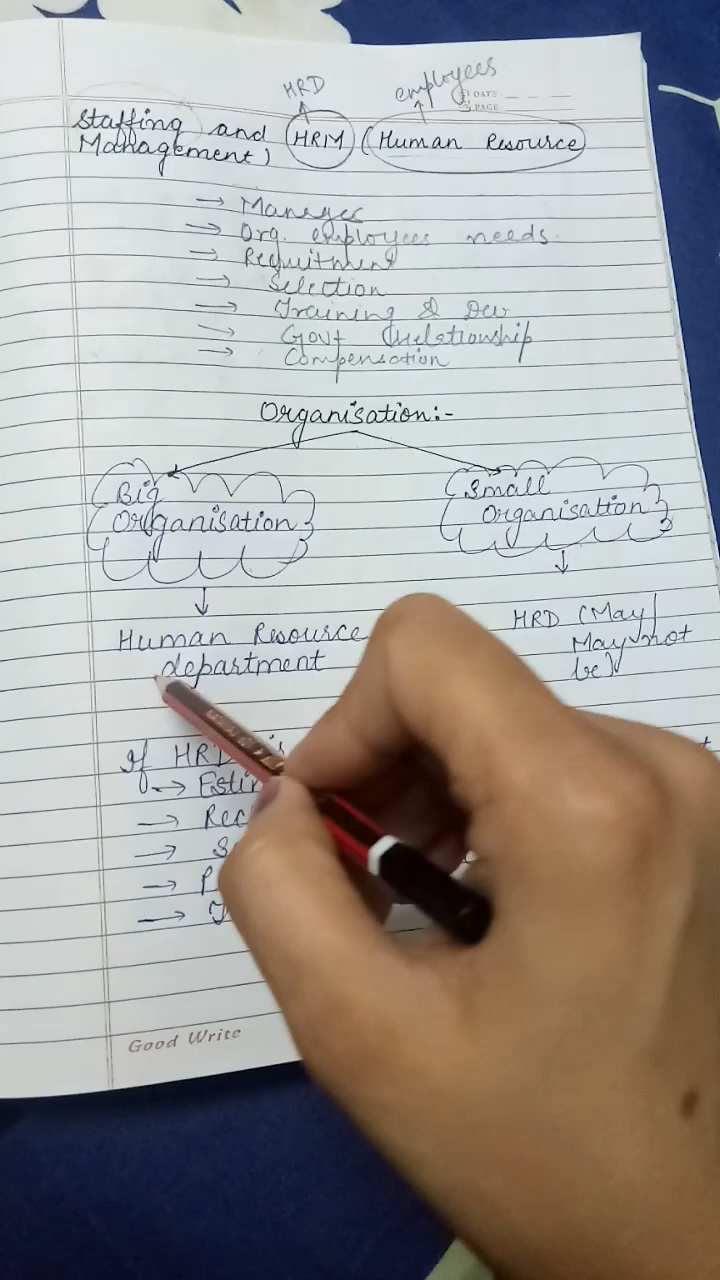 HRD employees
DATE
PAGE
Staffing and HRM (Human Resource
Management)
→ Manages
→ Org. employees needs.
→ Requitment
→ Selection
→ Training & Dev
→ Govt Relationship
→ Compensation
Organisation:-
Big Small
Organisation Organisation
Human Resource HRD (May/
department May not
be)
If HRD is
→
→ Rec
→
→ P
→
Good Write